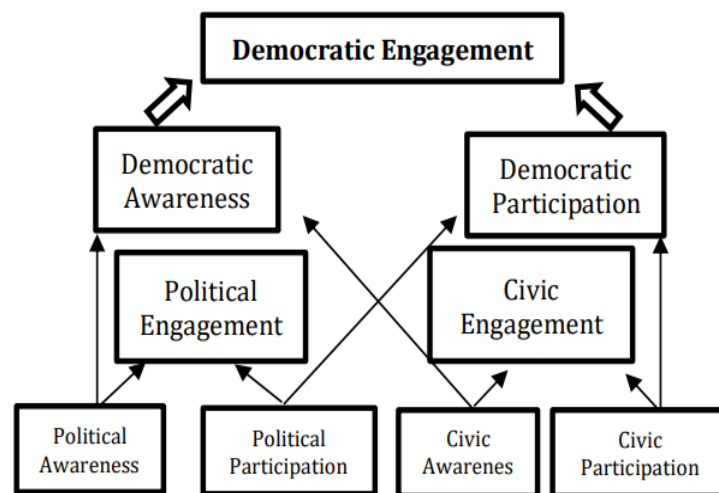 Democratic Engagement
Democratic
Awareness
Democratic
Participation
Political
Engagement
Civic
Engagement
Political
Awareness
Political
Participation
Civic
Awarenes
Civic
Participation